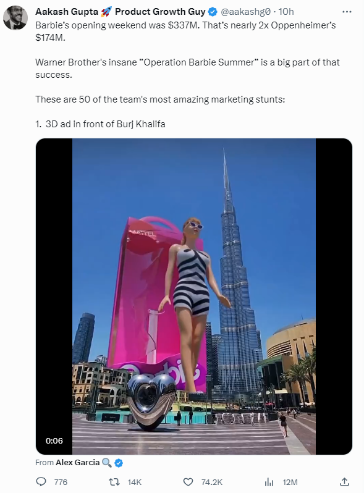 Aakash Gupta 🚀 Product Growth Guy @aakashg0 · 10h
Barbie's opening weekend was $337M. That's nearly 2x Oppenheimer's
$174M.
Warner Brother's insane "Operation Barbie Summer" is a big part of that
success.
These are 50 of the team's most amazing marketing stunts:
1. 3D ad in front of Burj Khalifa
0:06
From Alex Garcia 🔍
776 14K 74.2K 12M